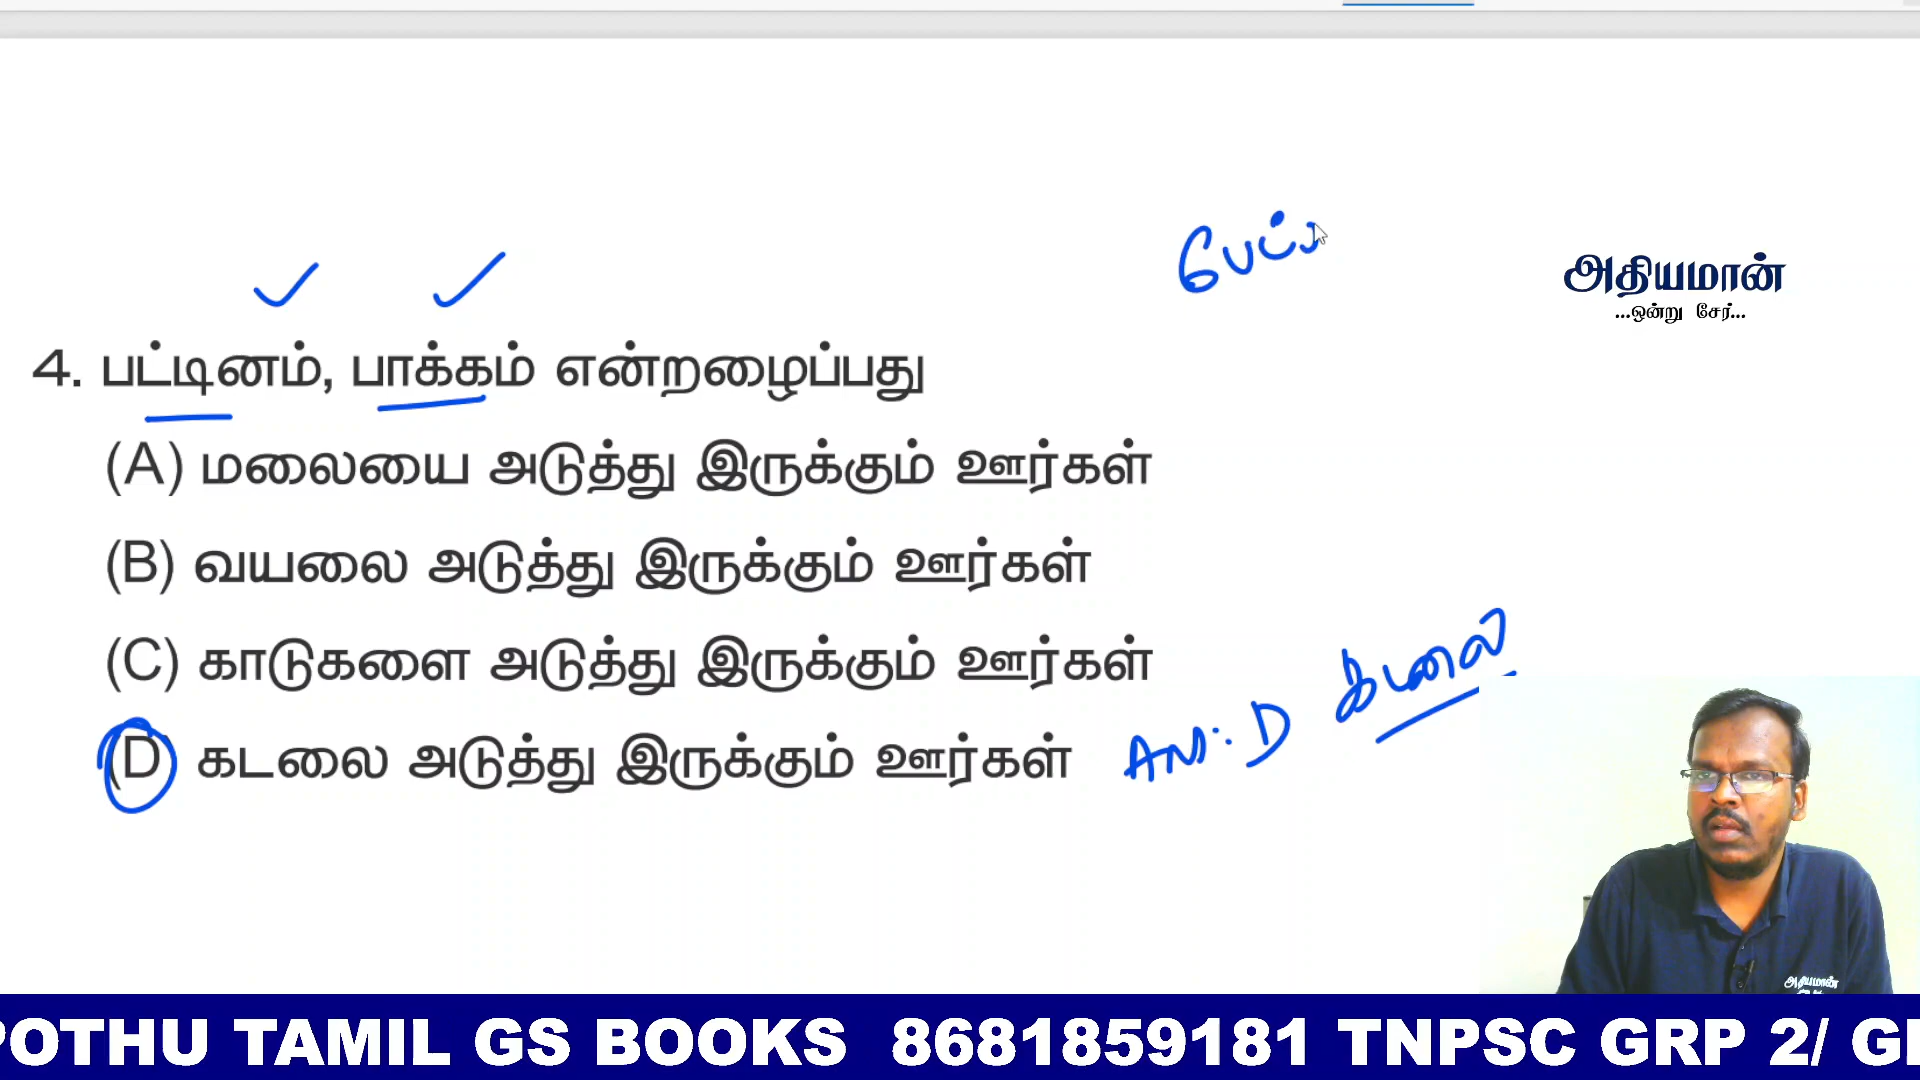 அதியமான்
...ஒன்று சேர்...
4. பட்டினம், பாக்கம் என்றழைப்பது
(A) மலையை அடுத்து இருக்கும் ஊர்கள்
(B) வயலை அடுத்து இருக்கும் ஊர்கள்
(C) காடுகளை அடுத்து இருக்கும் ஊர்கள்
(D) கடலை அடுத்து இருக்கும் ஊர்கள் Ans: D
அதியமான்
POTHU TAMIL GS BOOKS 8681859181 TNPSC GRP 2/